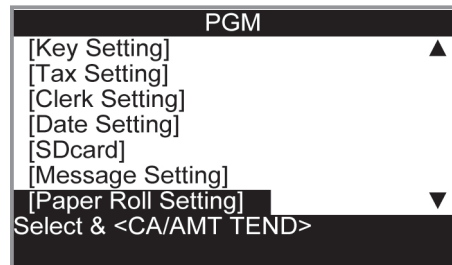 PGM
[Key Setting]
[Tax Setting]
[Clerk Setting]
[Date Setting]
[SDcard]
[Message Setting]
[Paper Roll Setting]
Select & <CA/AMT TEND>